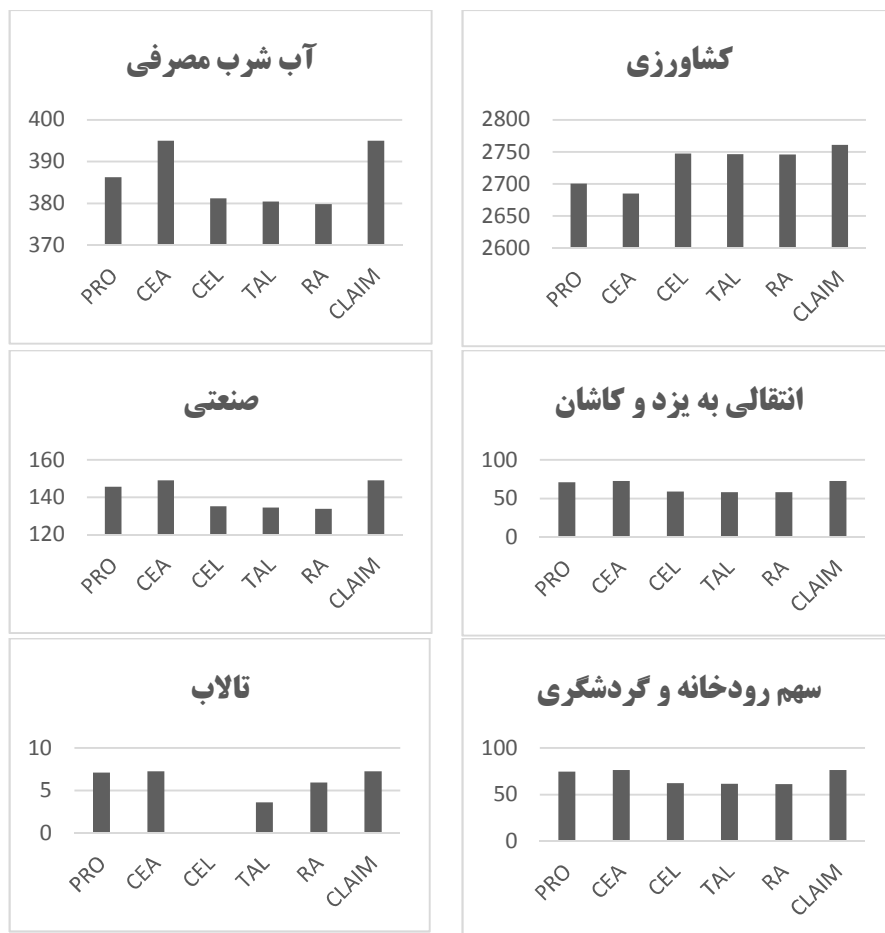 آب شرب مصرفی
400
390
380
370
PRO
CEA
CEL
TAL
RA
CLAIM
کشاورزی
2800
2750
2700
2650
2600
PRO
CEA
CEL
TAL
RA
CLAIM
صنعتی
160
140
120
PRO
CEA
CEL
TAL
RA
CLAIM
انتقالی به یزد و کاشان
100
50
0
PRO
CEA
CEL
TAL
RA
CLAIM
تالاب
10
5
0
PRO
CEA
CEL
TAL
RA
CLAIM
سهم رودخانه و گردشگری
100
50
0
PRO
CEA
CEL
TAL
RA
CLAIM